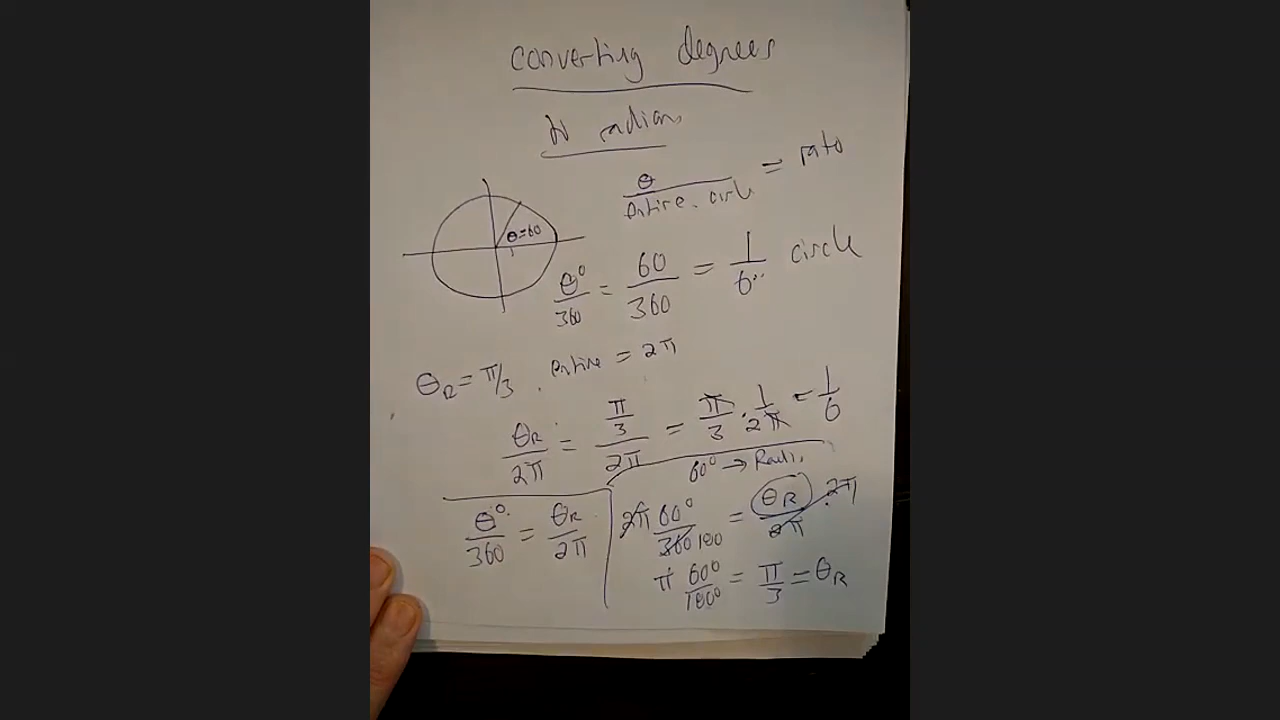 converting degrees
to radians
θ / entire circle = ratio
θ=60
θ° / 360 = 60 / 360 = 1 / 6 circle
θR = π/3 . entire = 2π
θR / 2π = π/3 / 2π = π/3 · 1/2π = 1/6
60° → Radi.
θ° / 360 = θR / 2π
2π 60° / 360 180 = θR / 2π · 2π
π 60° / 180° = π/3 = θR